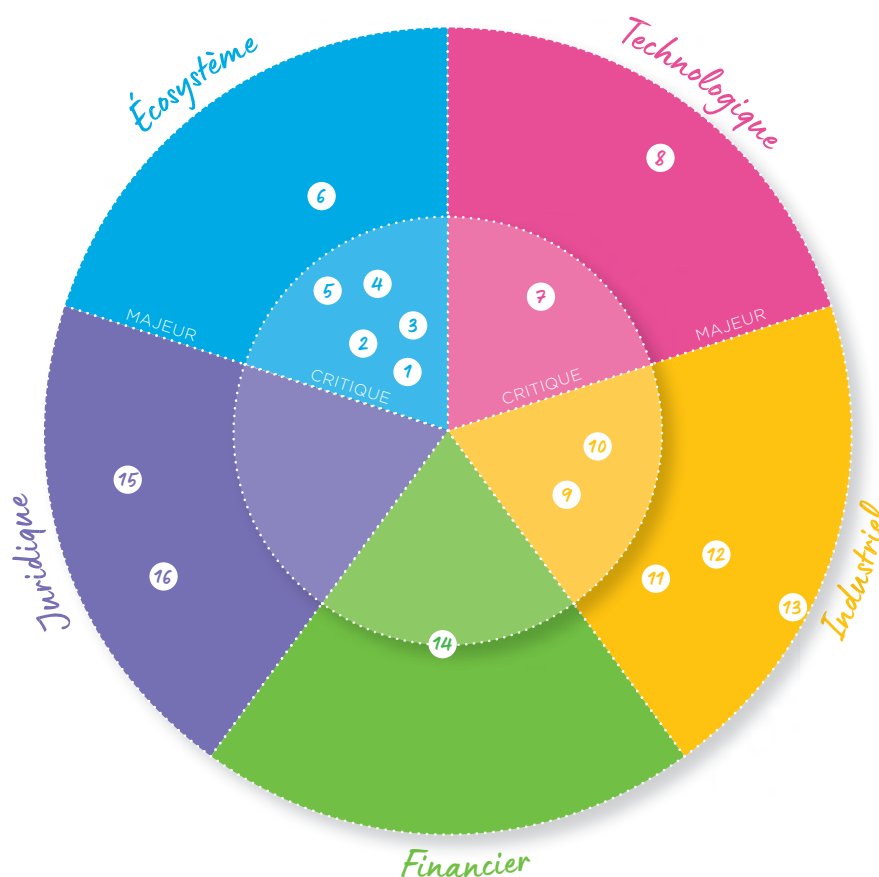 Écosystème
Technologique
8
6
5
4
7
3
2
1
MAJEUR
MAJEUR
CRITIQUE
CRITIQUE
10
9
15
16
12
11
13
Juridique
Industriel
14
Financier